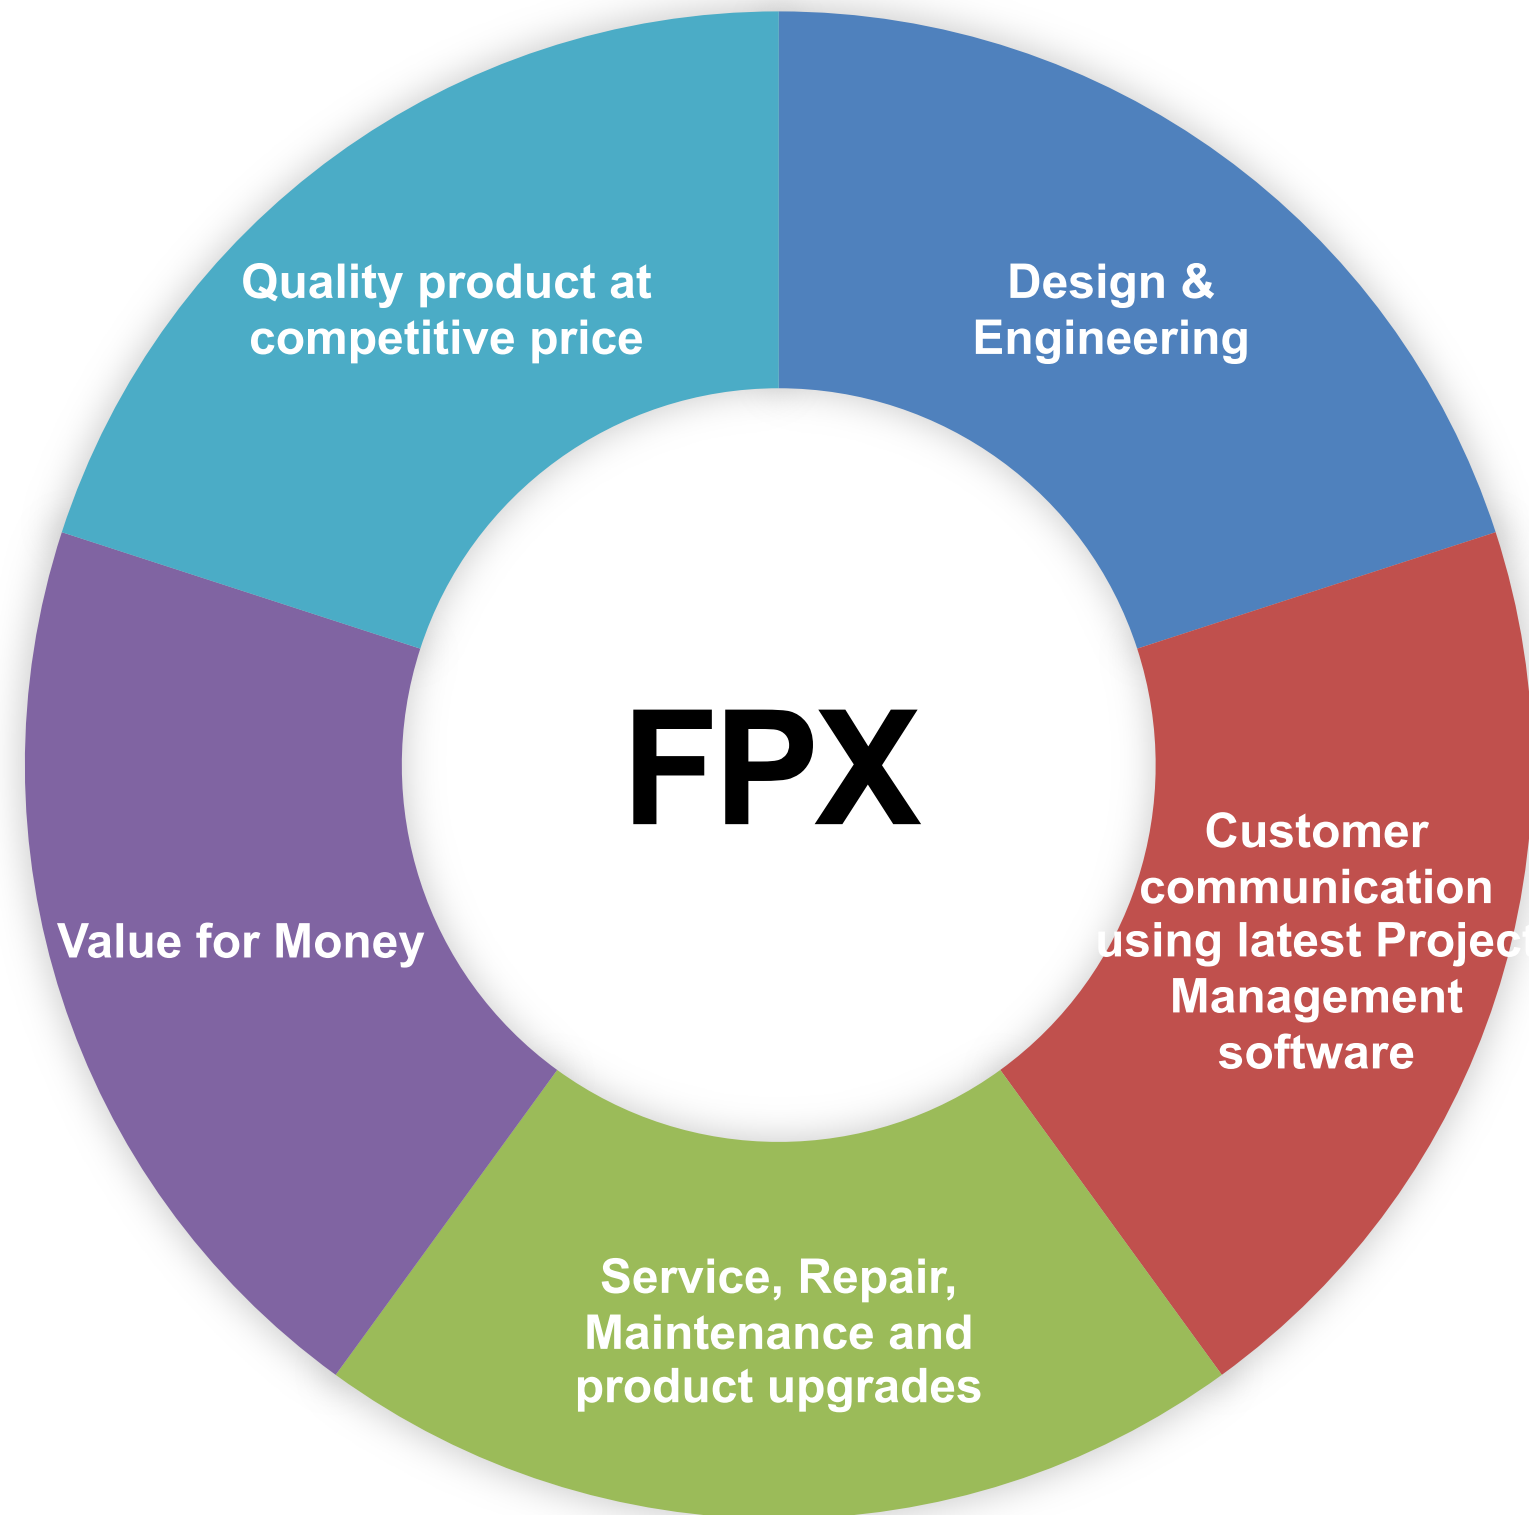 Quality product at
competitive price
Design &
Engineering
FPX
Customer
communication
using latest Project
Management
software
Value for Money
Service, Repair,
Maintenance and
product upgrades